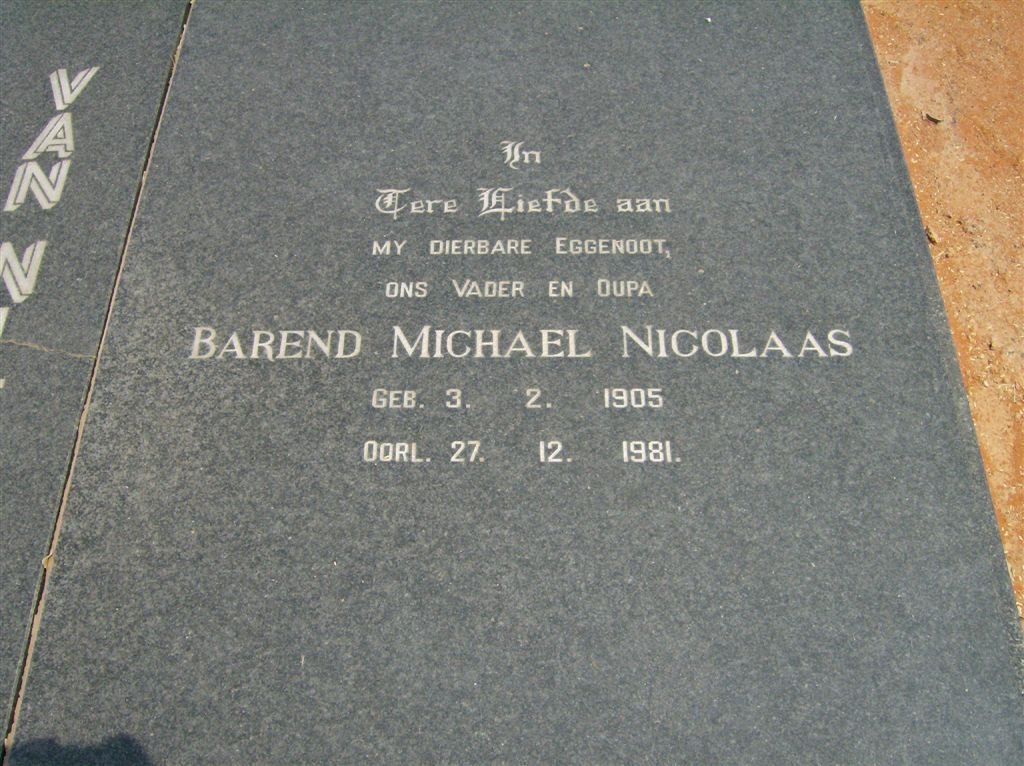 VAN N
In
Tere Liefde aan
MY DIERBARE EGGENOOT,
ONS VADER EN OUPA
BAREND MICHAEL NICOLAAS
GEB. 3. 2. 1905
OORL. 27. 12. 1981.